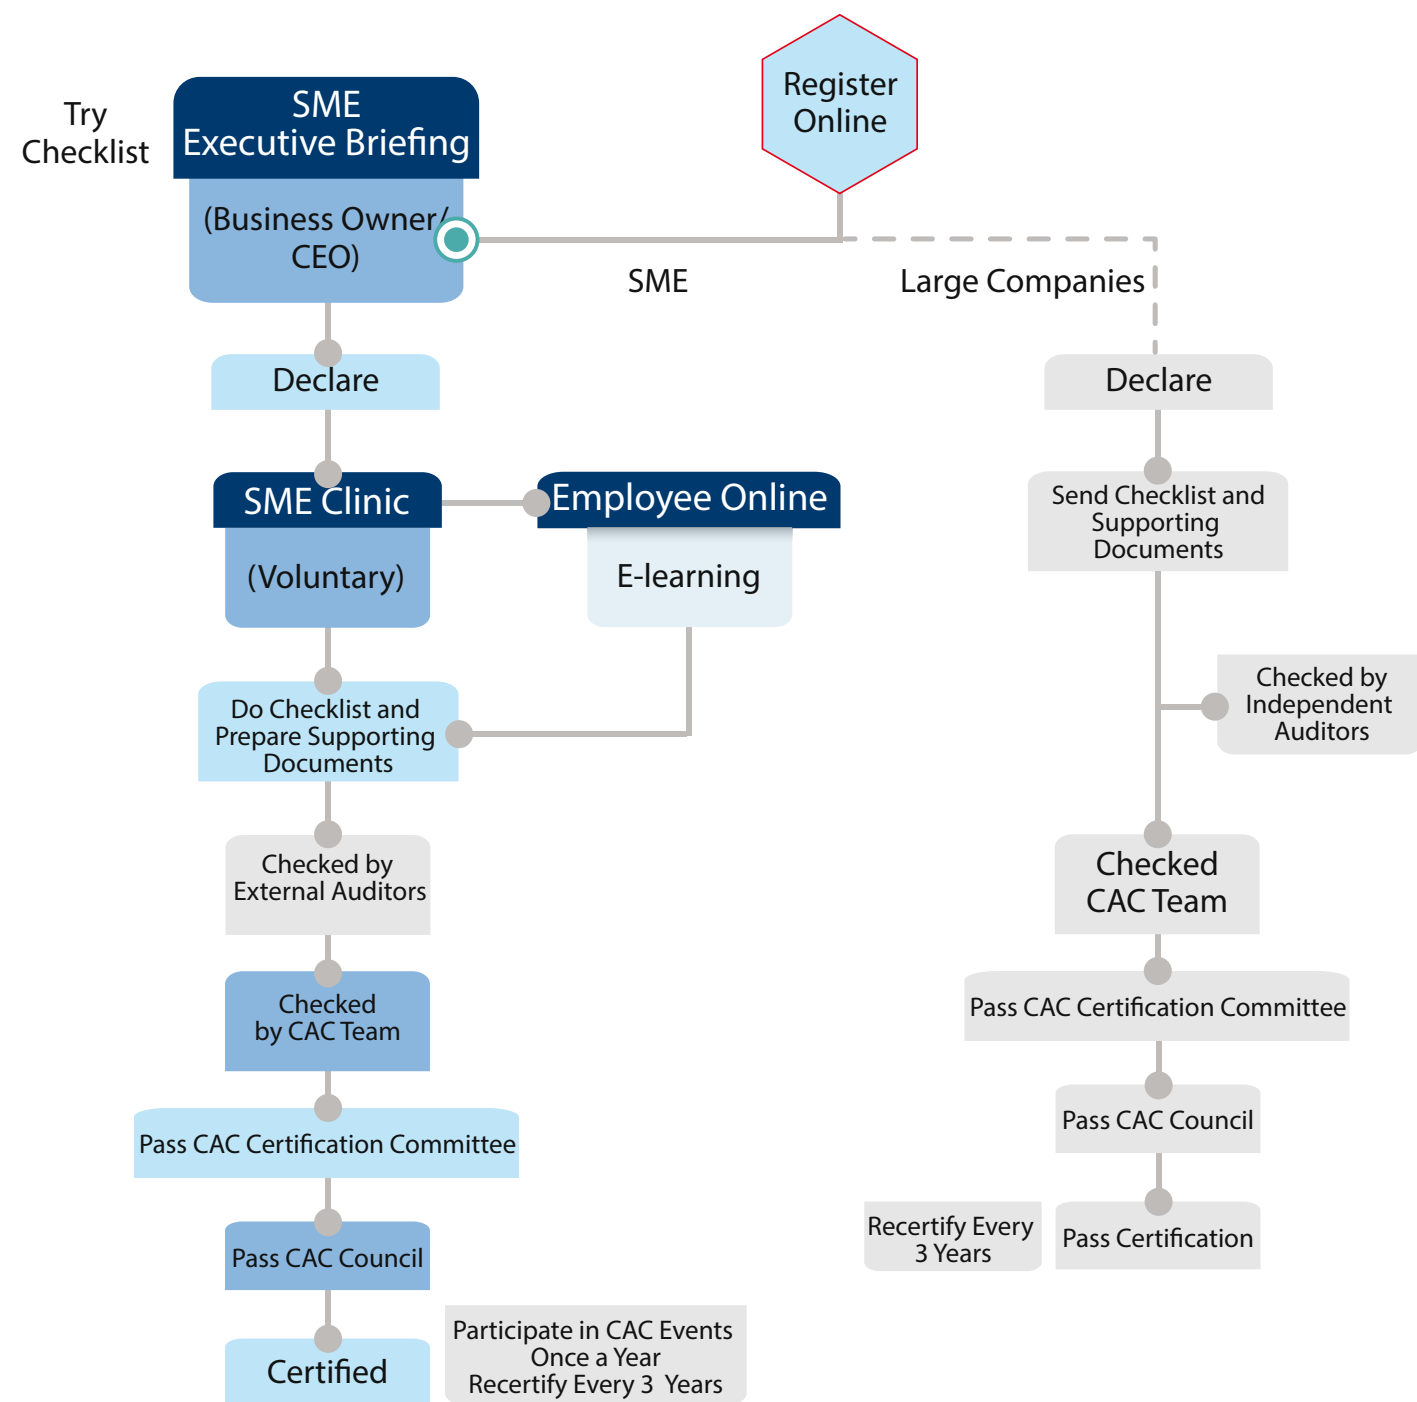 Register
Online
Try
Checklist
SME
Executive Briefing
(Business Owner/
CEO)
SME
Large Companies
Declare
SME Clinic
(Voluntary)
Employee Online
E-learning
Do Checklist and
Prepare Supporting
Documents
Checked by
External Auditors
Checked
by CAC Team
Pass CAC Certification Committee
Pass CAC Council
Certified
Participate in CAC Events
Once a Year
Recertify Every 3 Years
Declare
Send Checklist and
Supporting
Documents
Checked by
Independent
Auditors
Checked
CAC Team
Pass CAC Certification Committee
Pass CAC Council
Recertify Every
3 Years
Pass Certification